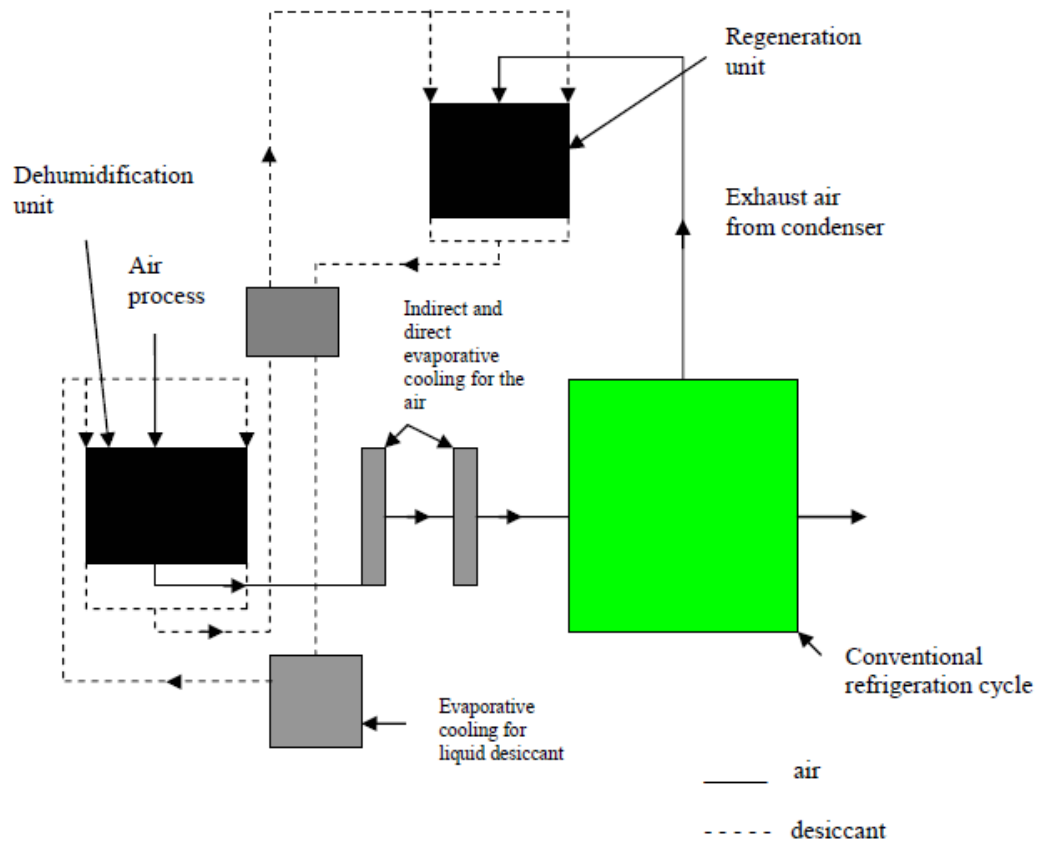 Regeneration
unit
Dehumidification
unit
Air
process
Exhaust air
from condenser
Indirect and
direct
evaporative
cooling for the
air
Conventional
refrigeration cycle
Evaporative
cooling for
liquid desiccant
air
desiccant